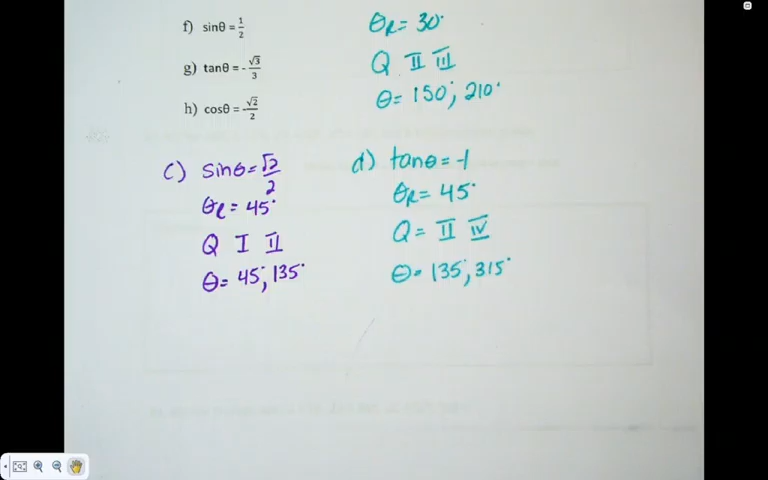 f) sinθ = 1/2
g) tanθ = -√3/3
h) cosθ = -√2/2
θR = 30°
Q II III
θ = 150°, 210°
c) sinθ = √2/2
θR = 45°
Q I II
θ = 45°, 135°
d) tanθ = -1
θR = 45°
Q = II IV
θ = 135°, 315°